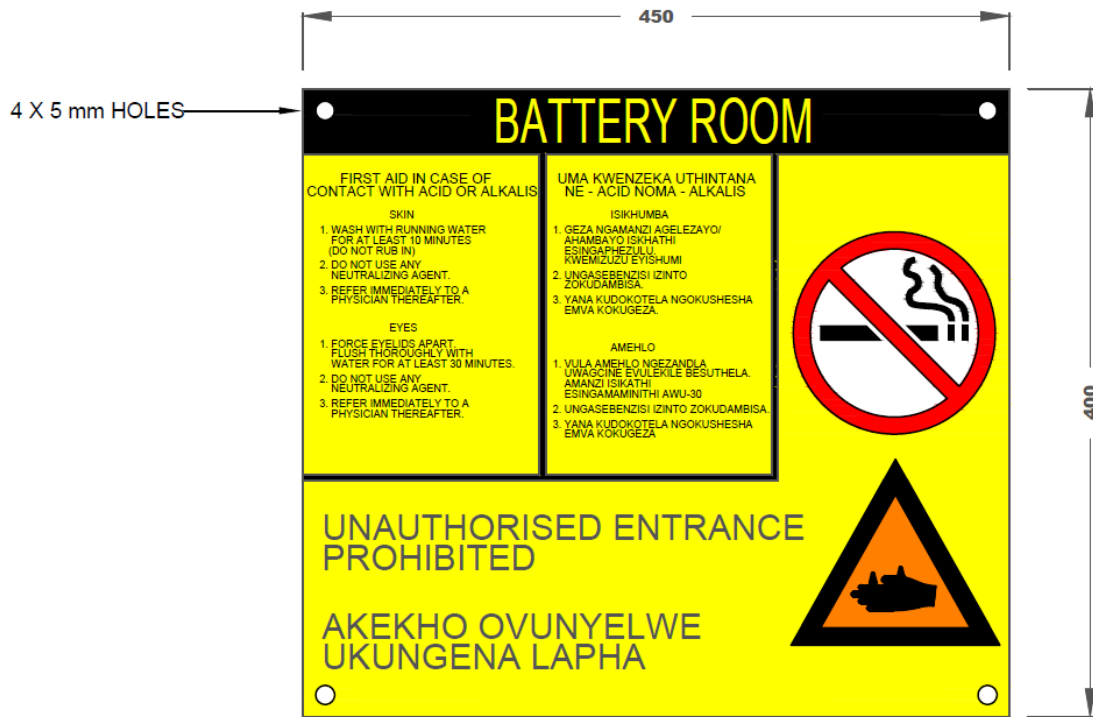 450
4 X 5 mm HOLES
BATTERY ROOM
FIRST AID IN CASE OF
CONTACT WITH ACID OR ALKALIS
SKIN
1. WASH WITH RUNNING WATER
FOR AT LEAST 10 MINUTES
(DO NOT RUB IN)
2. DO NOT USE ANY
NEUTRALIZING AGENT.
3. REFER IMMEDIATELY TO A
PHYSICIAN THEREAFTER.
EYES
1. FORCE EYELIDS APART.
FLUSH THOROUGHLY WITH
WATER FOR AT LEAST 30 MINUTES.
2. DO NOT USE ANY
NEUTRALIZING AGENT.
3. REFER IMMEDIATELY TO A
PHYSICIAN THEREAFTER.
UMA KWENZEKA UTHINTANA
NE - ACID NOMA - ALKALIS
ISIKHUMBA
1. GEZA NGAMANZI AGELEZAYO/
AHAMBAYO ISKHATHI
ESINGAPHEZULU.
KWEMIZUZU EYISHUMI
2. UNGASEBENZISI IZINTO
ZOKUDAMBISA.
3. YANA KUDOKOTELA NGOKUSHESHA
EMVA KOKUGEZA.
AMEHLO
1. VULA AMEHLO NGEZANDLA
UWAGCINE EVULEKILE BESUTHELA.
AMANZI ISIKATHI
ESINGAMAMINITHI AWU-30
2. UNGASEBENZISI IZINTO ZOKUDAMBISA.
3. YANA KUDOKOTELA NGOKUSHESHA
EMVA KOKUGEZA
400
UNAUTHORISED ENTRANCE
PROHIBITED
AKEKHO OVUNYELWE
UKUNGENA LAPHA